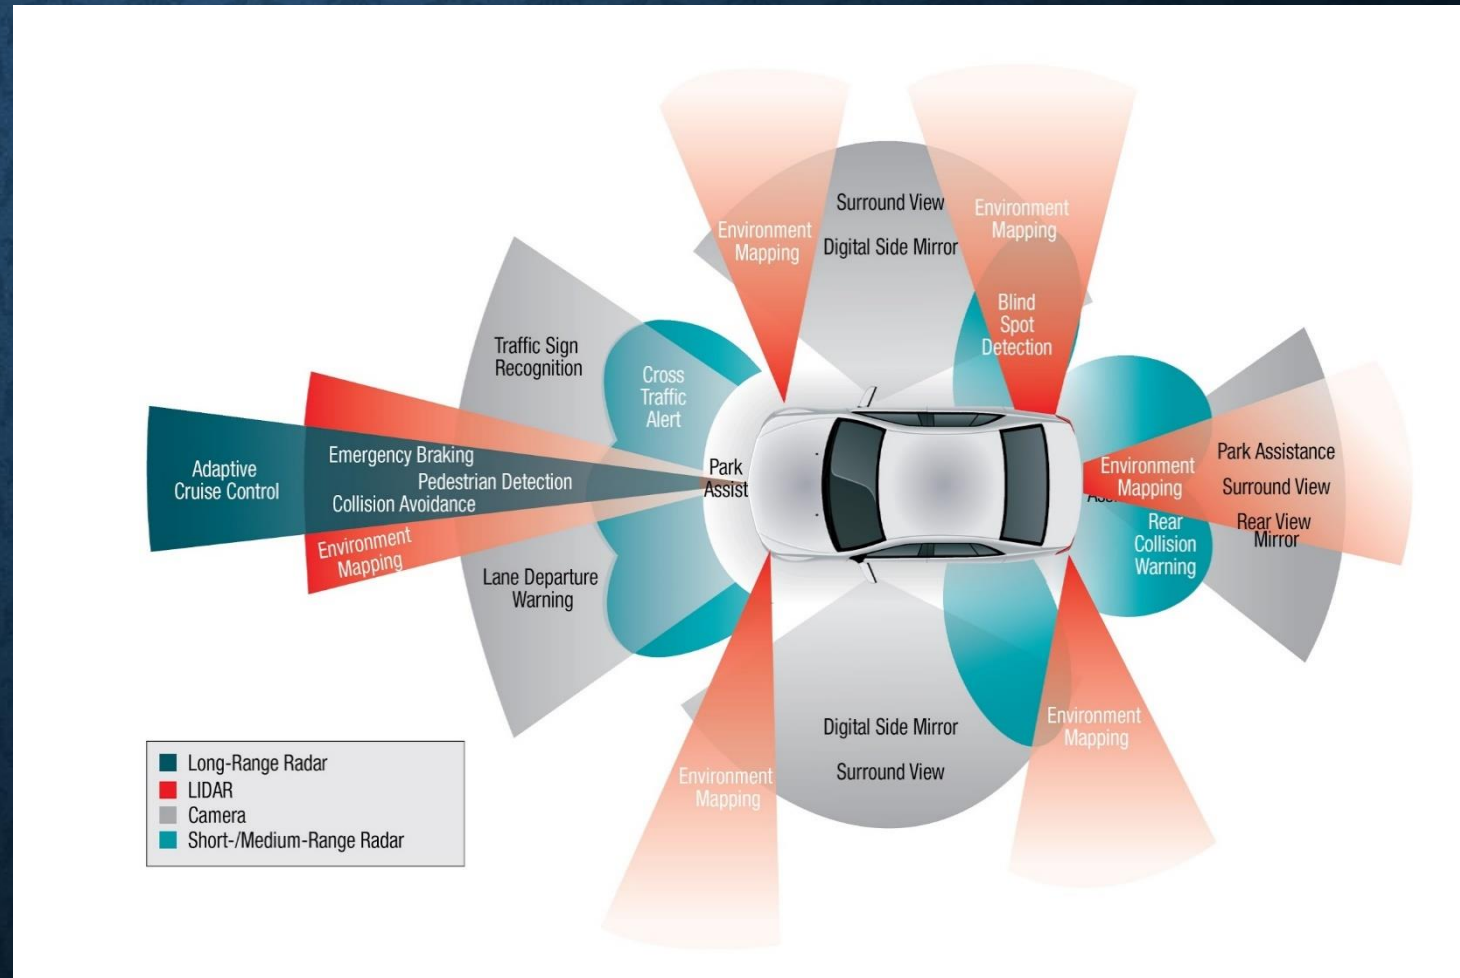 Surround View
Digital Side Mirror
Environment
Mapping
Environment
Mapping
Blind
Spot
Detection
Traffic Sign
Recognition
Cross
Traffic
Alert
Adaptive
Cruise Control
Emergency Braking
Pedestrian Detection
Collision Avoidance
Environment
Mapping
Lane Departure
Warning
Park
Assist
Environment
Mapping
Park Assistance
Surround View
Rear View
Mirror
Rear
Collision
Warning
Digital Side Mirror
Surround View
Environment
Mapping
Environment
Mapping
Long-Range Radar
LIDAR
Camera
Short-/Medium-Range Radar